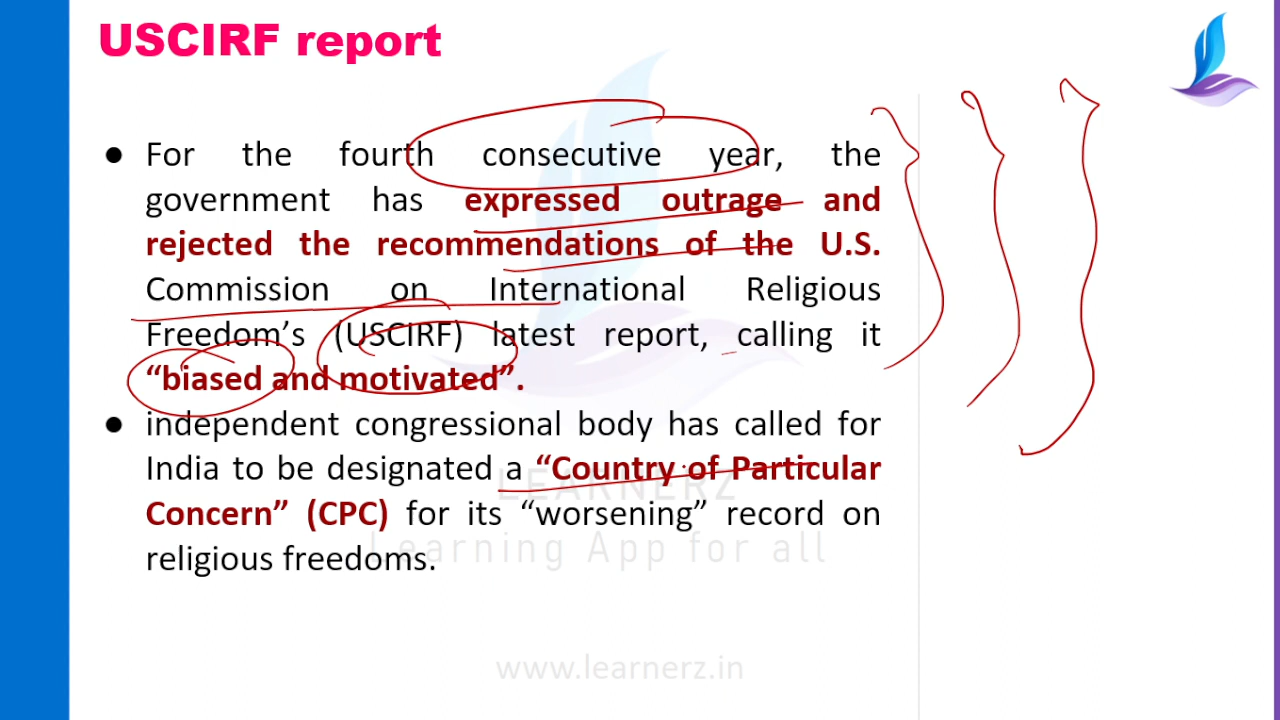 USCIRF report
● For the fourth consecutive year, the
government has expressed outrage and
rejected the recommendations of the U.S.
Commission on International Religious
Freedom’s (USCIRF) latest report, calling it
“biased and motivated”.
● independent congressional body has called for
India to be designated a “Country of Particular
LEARNERZ
Concern” (CPC) for its “worsening” record on
Learning App for all
religious freedoms.
www.learnerz.in